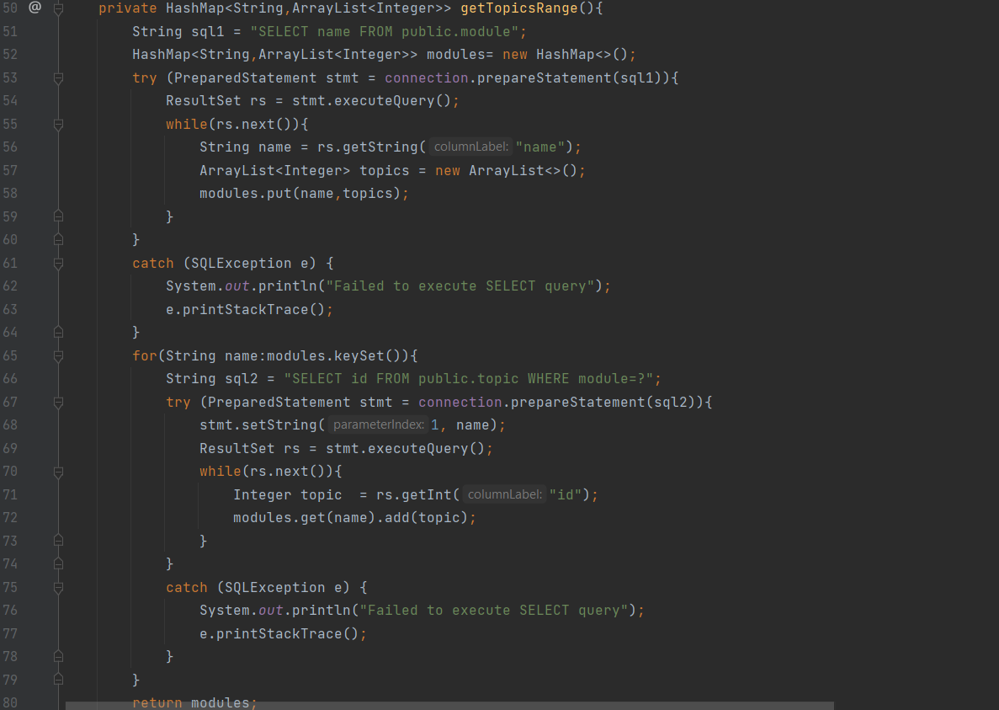 50 @ private HashMap<String,ArrayList<Integer>> getTopicsRange(){
51 String sql1 = "SELECT name FROM public.module";
52 HashMap<String,ArrayList<Integer>> modules= new HashMap<>();
53 try (PreparedStatement stmt = connection.prepareStatement(sql1)){
54 ResultSet rs = stmt.executeQuery();
55 while(rs.next()){
56 String name = rs.getString( columnLabel: "name");
57 ArrayList<Integer> topics = new ArrayList<>();
58 modules.put(name,topics);
59 }
60 }
61 catch (SQLException e) {
62 System.out.println("Failed to execute SELECT query");
63 e.printStackTrace();
64 }
65 for(String name:modules.keySet()){
66 String sql2 = "SELECT id FROM public.topic WHERE module=?";
67 try (PreparedStatement stmt = connection.prepareStatement(sql2)){
68 stmt.setString( parameterIndex: 1, name);
69 ResultSet rs = stmt.executeQuery();
70 while(rs.next()){
71 Integer topic  = rs.getInt( columnLabel: "id");
72 modules.get(name).add(topic);
73 }
74 }
75 catch (SQLException e) {
76 System.out.println("Failed to execute SELECT query");
77 e.printStackTrace();
78 }
79 }
80 return modules;